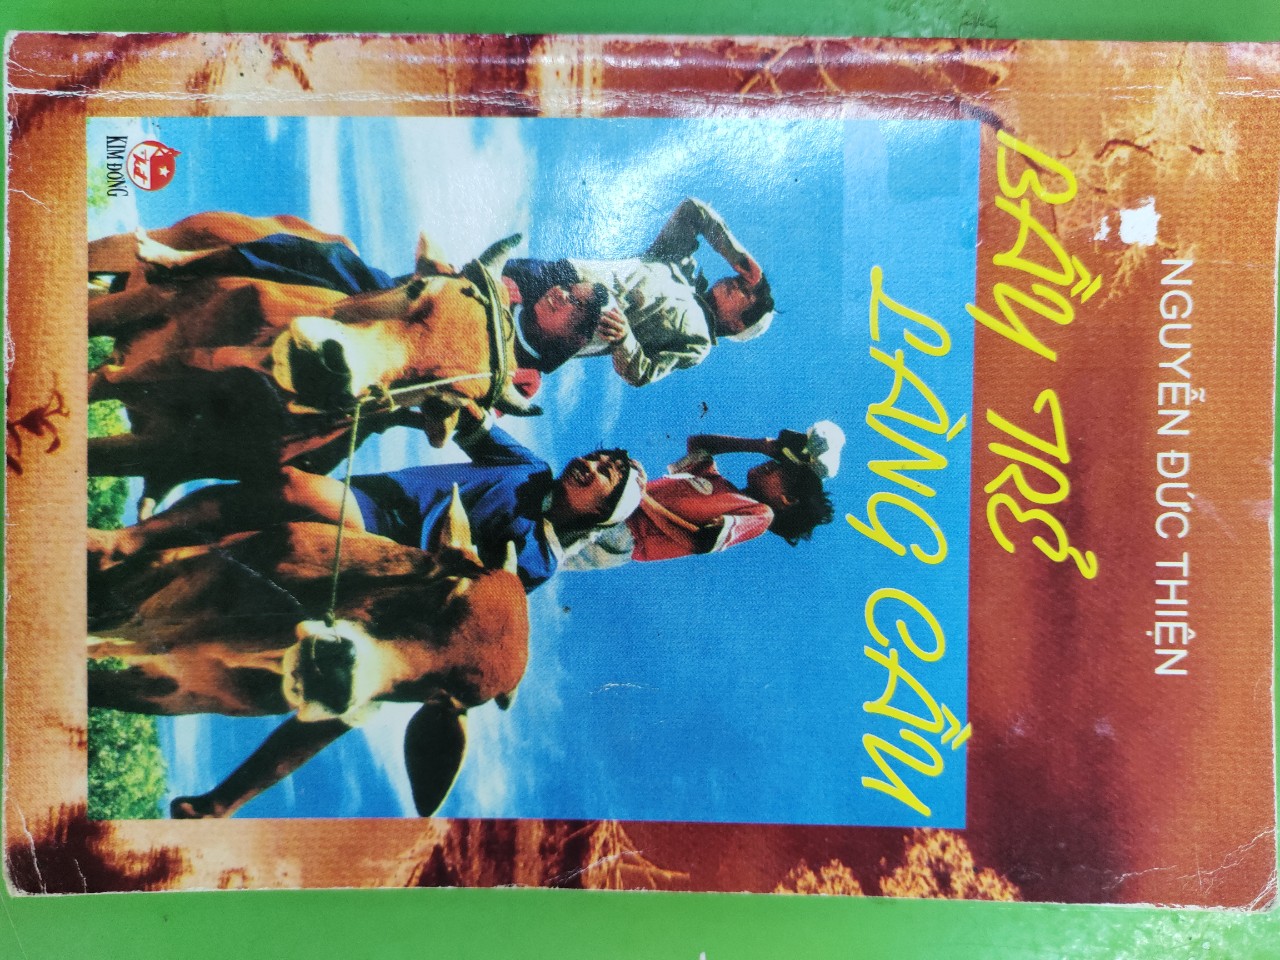 NGUYỄN ĐỨC THIỆN
BẦY TRẺ
LÀNG CẦU
KIM ĐỒNG